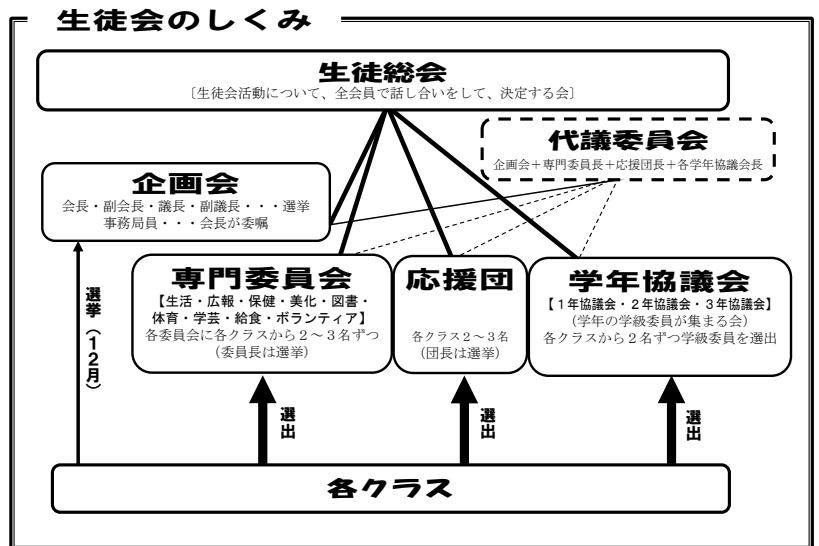 生徒会のしくみ
生徒総会
〔生徒会活動について、全会員で話し合いをして、決定する会〕
代議委員会
企画会＋専門委員長＋応援団長＋各学年協議会長
企画会
会長・副会長・議長・副議長・・・選挙
事務局員・・・会長が委嘱
専門委員会
【生活・広報・保健・美化・図書・
体育・学芸・給食・ボランティア】
各委員会に各クラスから２～３名ずつ
(委員長は選挙)
応援団
各クラス２～３名
(団長は選挙)
学年協議会
【１年協議会・２年協議会・３年協議会】
(学年の学級委員が集まる会)
各クラスから２名ずつ学級委員を選出
選挙（１２月）
選出
選出
選出
各クラス